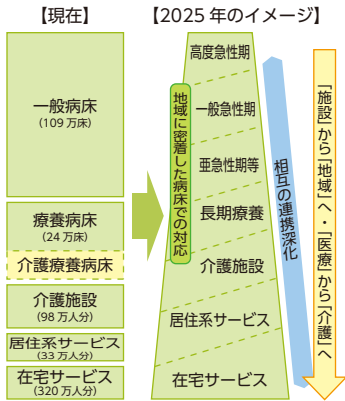 【現在】
一般病床
(109 万床)
療養病床
(24 万床)
介護療養病床
介護施設
(98 万人分)
居住系サービス
(33 万人分)
在宅サービス
(320 万人分)
【2025 年のイメージ】
高度急性期
一般急性期
亜急性期等
長期療養
介護施設
居住系サービス
在宅サービス
地域に密着した病床での対応
相互の連携深化
「施設」から「地域」へ・「医療」から「介護」へ